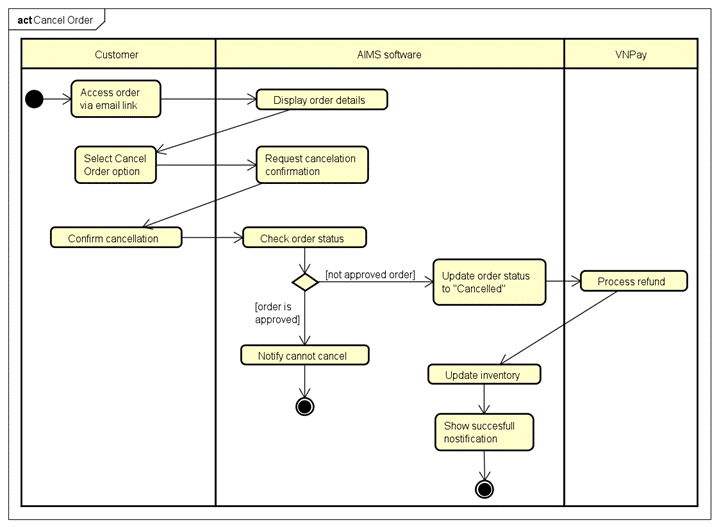 act Cancel Order
Customer
AIMS software
VNPay
Access order
via email link
Display order details
Select Cancel
Order option
Request cancelation
confirmation
Confirm cancellation
Check order status
[not approved order]
Update order status
to "Cancelled"
Process refund
[order is
approved]
Notify cannot cancel
Update inventory
Show succesfull
nostification